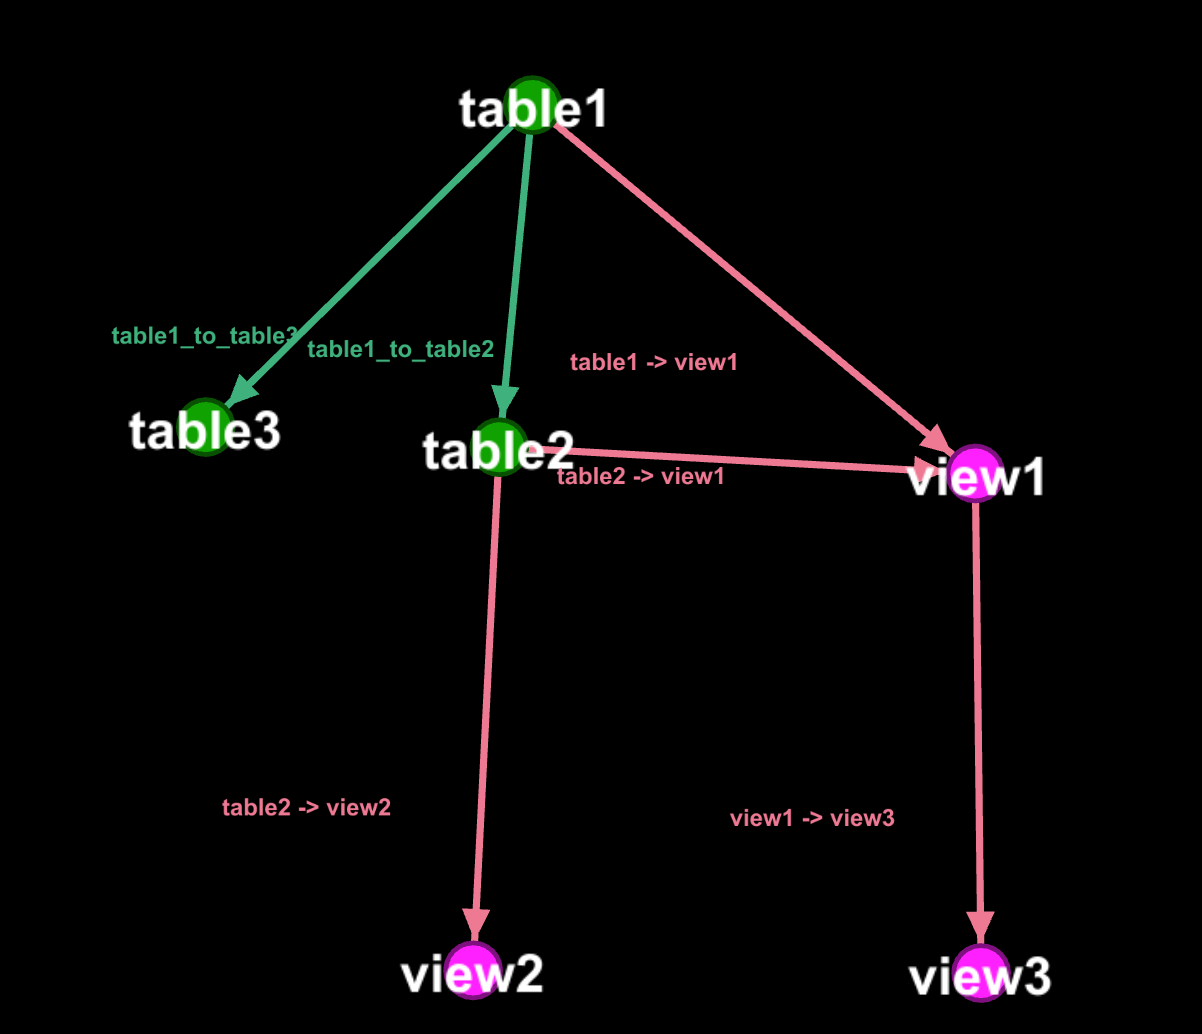 table1
table1_to_table3
table1_to_table2
table1 -> view1
table3
table2
table2 -> view1
view1
table2 -> view2
view1 -> view3
view2
view3